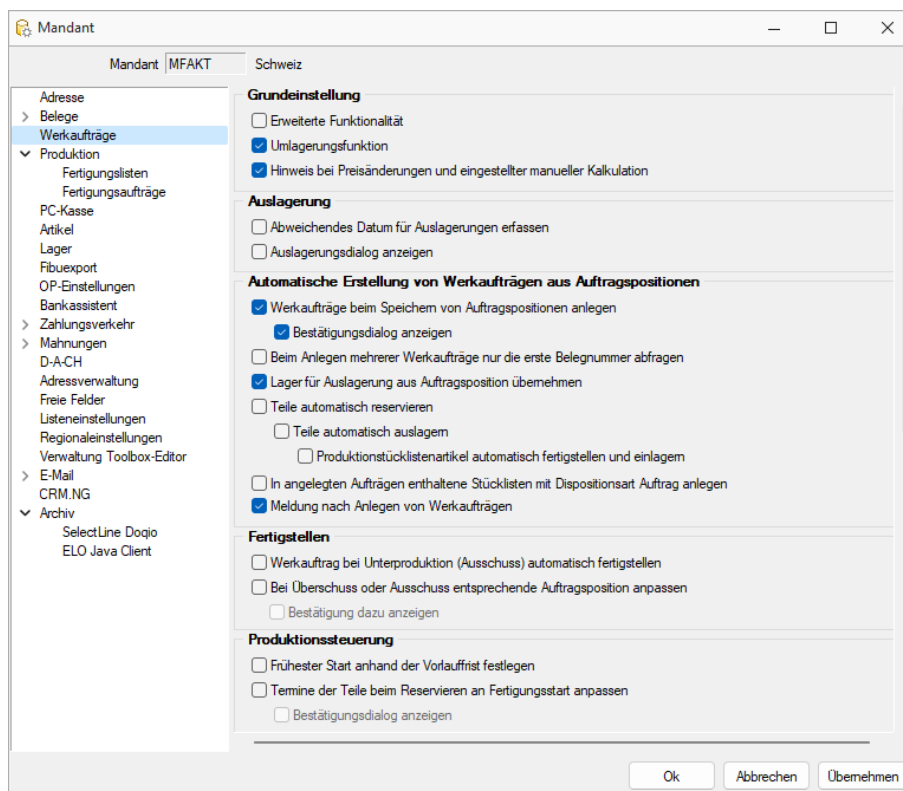 Mandant
Mandant MFAKT Schweiz
Adresse
Belege
Werkaufträge
Produktion
Fertigungslisten
Fertigungsaufträge
PC-Kasse
Artikel
Lager
Fibuexport
OP-Einstellungen
Bankassistent
Zahlungsverkehr
Mahnungen
D-A-CH
Adressverwaltung
Freie Felder
Listeneinstellungen
Regionaleinstellungen
Verwaltung Toolbox-Editor
E-Mail
CRM.NG
Archiv
SelectLine Doqio
ELO Java Client
Grundeinstellung
Erweiterte Funktionalität
Umlagerungsfunktion
Hinweis bei Preisänderungen und eingestellter manueller Kalkulation
Auslagerung
Abweichendes Datum für Auslagerungen erfassen
Auslagerungsdialog anzeigen
Automatische Erstellung von Werkaufträgen aus Auftragspositionen
Werkaufträge beim Speichern von Auftragspositionen anlegen
Bestätigungsdialog anzeigen
Beim Anlegen mehrerer Werkaufträge nur die erste Belegnummer abfragen
Lager für Auslagerung aus Auftragsposition übernehmen
Teile automatisch reservieren
Teile automatisch auslagern
Produktionstücklistenartikel automatisch fertigstellen und einlagern
In angelegten Aufträgen enthaltene Stücklisten mit Dispositionsart Auftrag anlegen
Meldung nach Anlegen von Werkaufträgen
Fertigstellen
Werkauftrag bei Unterproduktion (Ausschuss) automatisch fertigstellen
Bei Überschuss oder Ausschuss entsprechende Auftragsposition anpassen
Bestätigung dazu anzeigen
Produktionssteuerung
Frühester Start anhand der Vorlauffrist festlegen
Termine der Teile beim Reservieren an Fertigungsstart anpassen
Bestätigungsdialog anzeigen
Ok Abbrechen Übernehmen